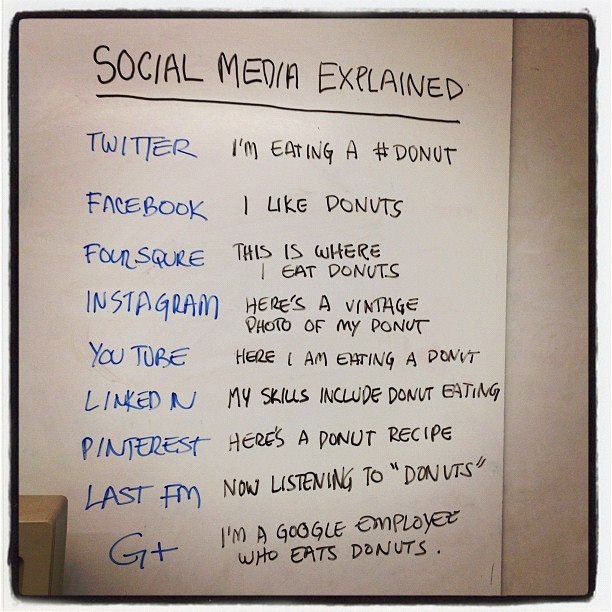 SOCIAL MEDIA EXPLAINED
TWITTER I'M EATING A #DONUT
FACEBOOK I LIKE DONUTS
FOURSQURE THIS IS WHERE
I EAT DONUTS
INSTAGRAM HERE'S A VINTAGE
PHOTO OF MY DONUT
YOU TUBE HERE I AM EATING A DONUT
LINKED IN MY SKILLS INCLUDE DONUT EATING
PINTEREST HERE'S A DONUT RECIPE
LAST FM NOW LISTENING TO "DONUTS"
G+ I'M A GOOGLE EMPLOYEE
WHO EATS DONUTS.